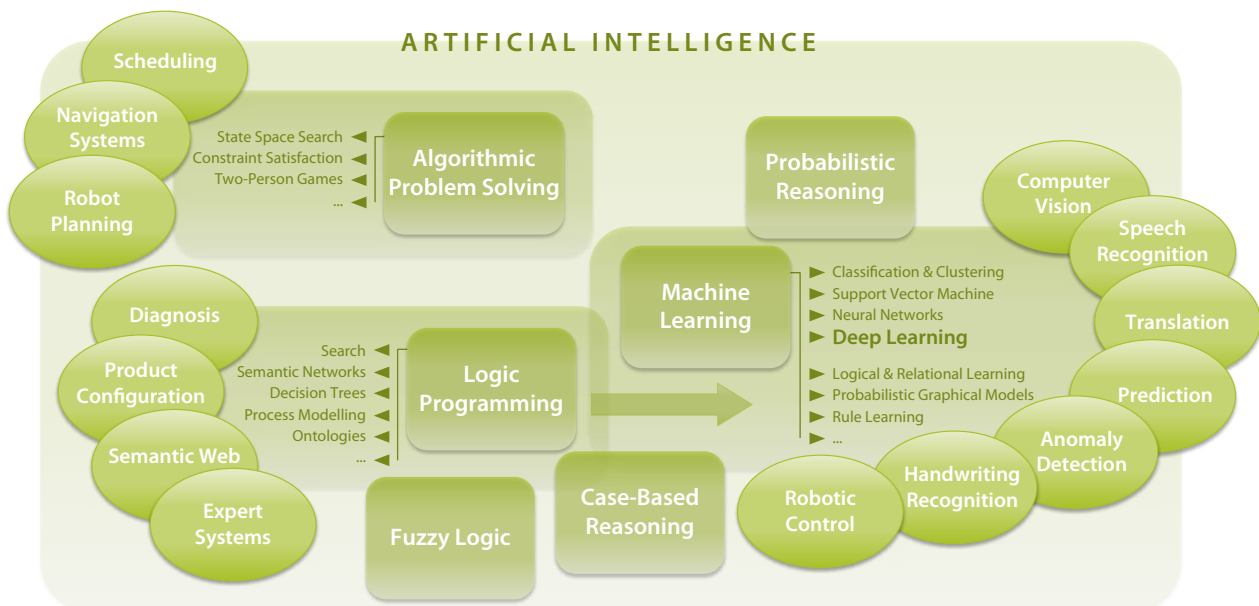 ARTIFICIAL INTELLIGENCE
Scheduling
Navigation
Systems
Robot
Planning
State Space Search
Constraint Satisfaction
Two-Person Games
...
Algorithmic
Problem Solving
Probabilistic
Reasoning
Diagnosis
Product
Configuration
Semantic Web
Expert
Systems
Search
Semantic Networks
Decision Trees
Process Modelling
Ontologies
...
Logic
Programming
Fuzzy Logic
Case-Based
Reasoning
Machine
Learning
Classification & Clustering
Support Vector Machine
Neural Networks
Deep Learning
Logical & Relational Learning
Probabilistic Graphical Models
Rule Learning
...
Computer
Vision
Speech
Recognition
Translation
Prediction
Anomaly
Detection
Handwriting
Recognition
Robotic
Control